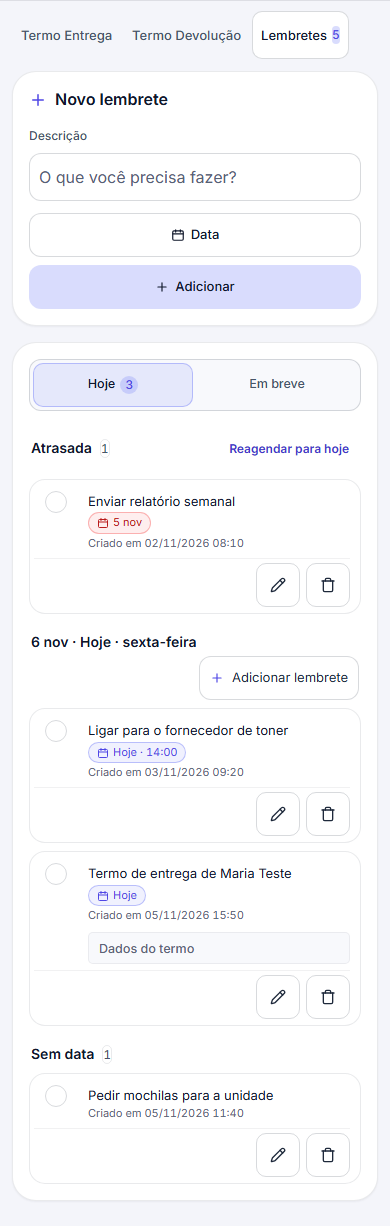 Termo Entrega
Termo Devolução
Lembretes 5
Novo lembrete
Descrição
O que você precisa fazer?
Data
Adicionar
Hoje 3
Em breve
Atrasada 1
Reagendar para hoje
Enviar relatório semanal
5 nov
Criado em 02/11/2026 08:10
6 nov · Hoje · sexta-feira
Adicionar lembrete
Ligar para o fornecedor de toner
Hoje · 14:00
Criado em 03/11/2026 09:20
Termo de entrega de Maria Teste
Hoje
Criado em 05/11/2026 15:50
Dados do termo
Sem data 1
Pedir mochilas para a unidade
Criado em 05/11/2026 11:40